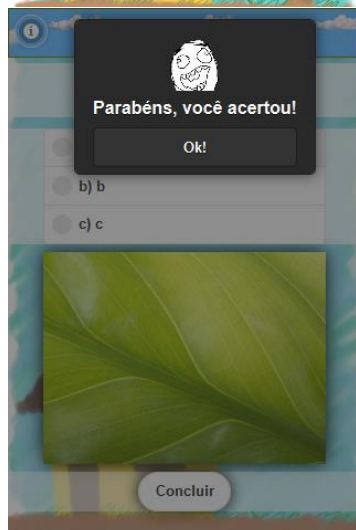 i
Parabéns, você acertou!
Ok!
b) b
c) c
Concluir